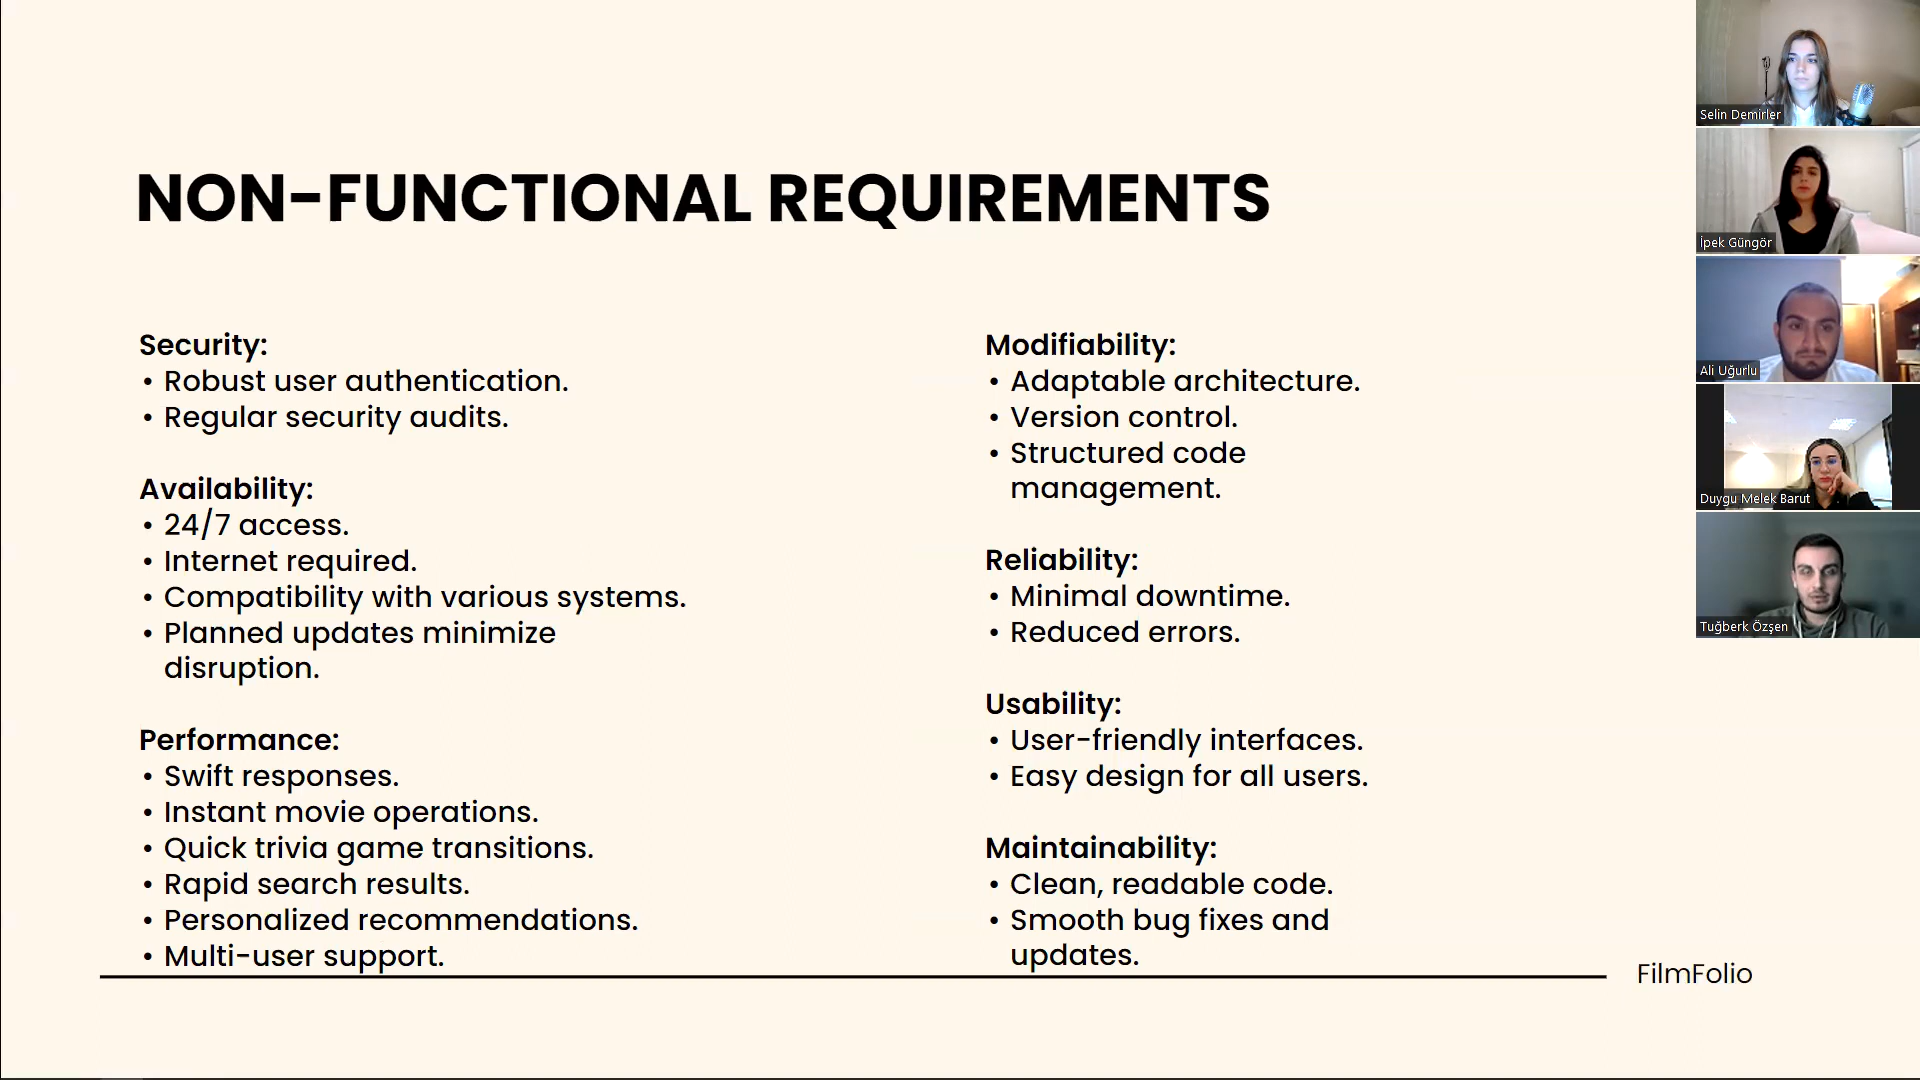 NON-FUNCTIONAL REQUIREMENTS
Security:
• Robust user authentication.
• Regular security audits.
Availability:
• 24/7 access.
• Internet required.
• Compatibility with various systems.
• Planned updates minimize
disruption.
Performance:
• Swift responses.
• Instant movie operations.
• Quick trivia game transitions.
• Rapid search results.
• Personalized recommendations.
• Multi-user support.
Modifiability:
• Adaptable architecture.
• Version control.
• Structured code
management.
Reliability:
• Minimal downtime.
• Reduced errors.
Usability:
• User-friendly interfaces.
• Easy design for all users.
Maintainability:
• Clean, readable code.
• Smooth bug fixes and
updates.
FilmFolio
Selin Demirler
İpek Güngör
Ali Uğurlu
Duygu Melek Barut
Tuğberk Özşen